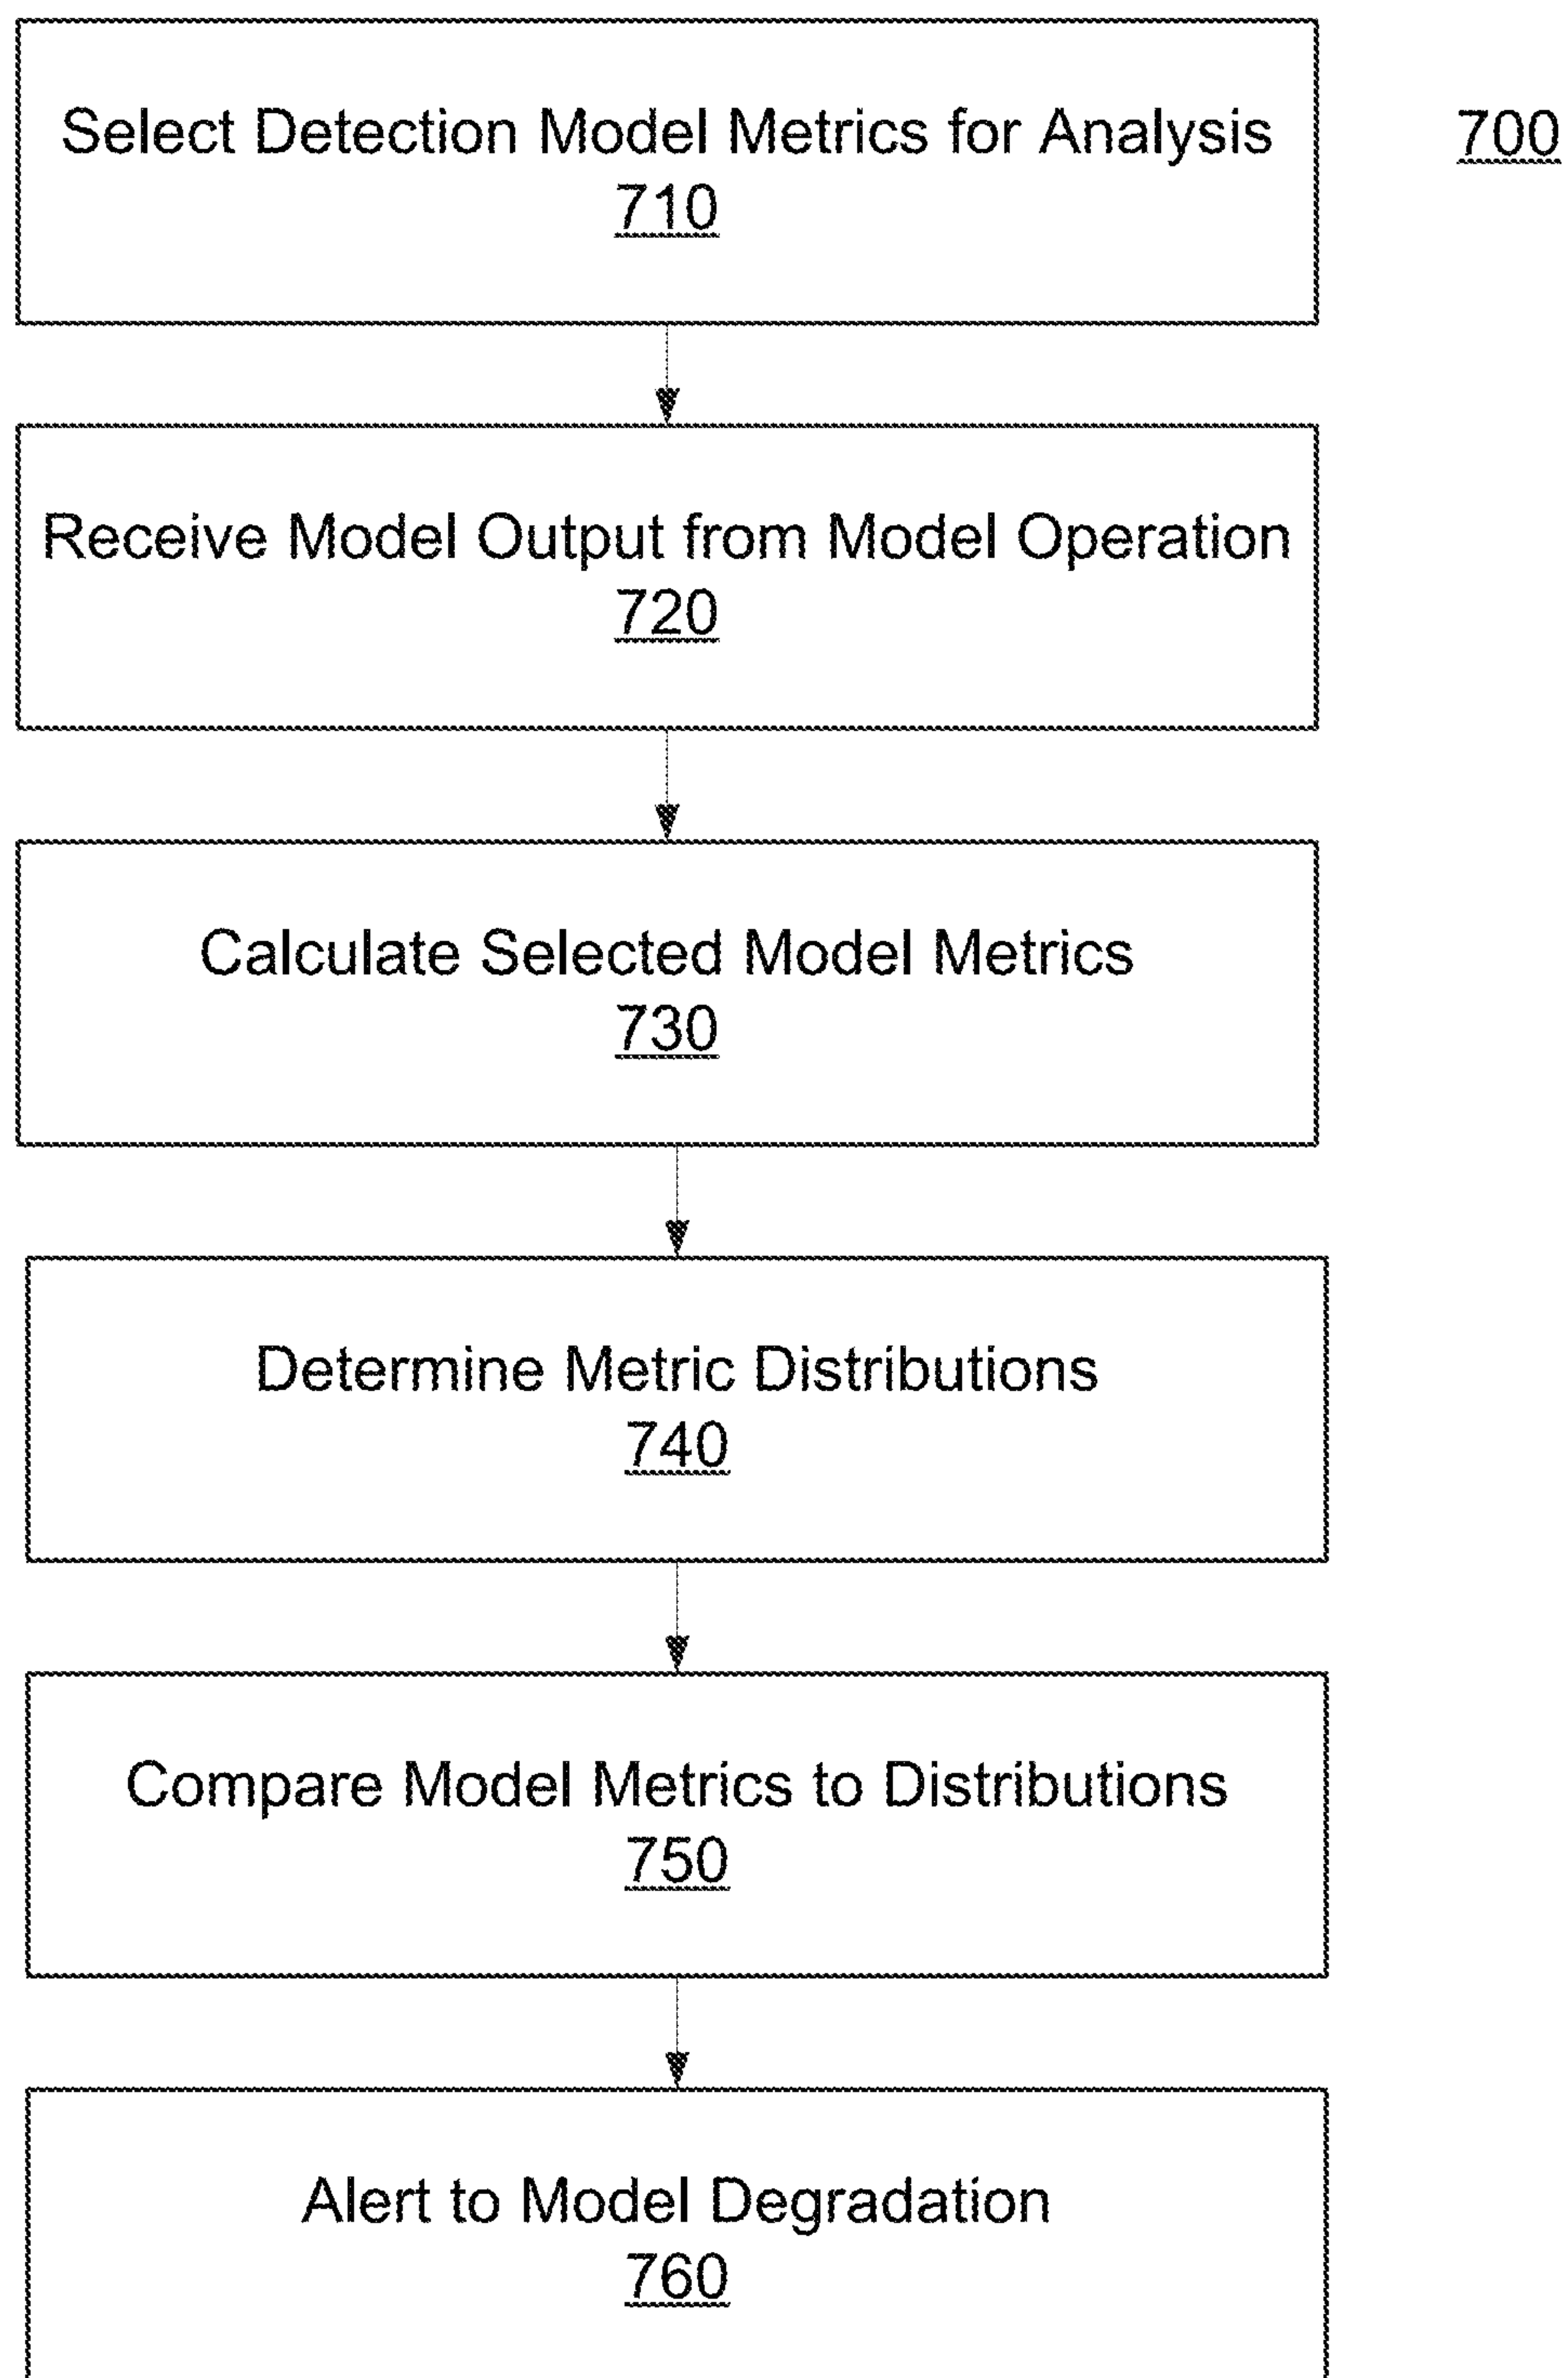 Select Detection Model Metrics for Analysis
710
700
Receive Model Output from Model Operation
720
Calculate Selected Model Metrics
730
Determine Metric Distributions
740
Compare Model Metrics to Distributions
750
Alert to Model Degradation
760